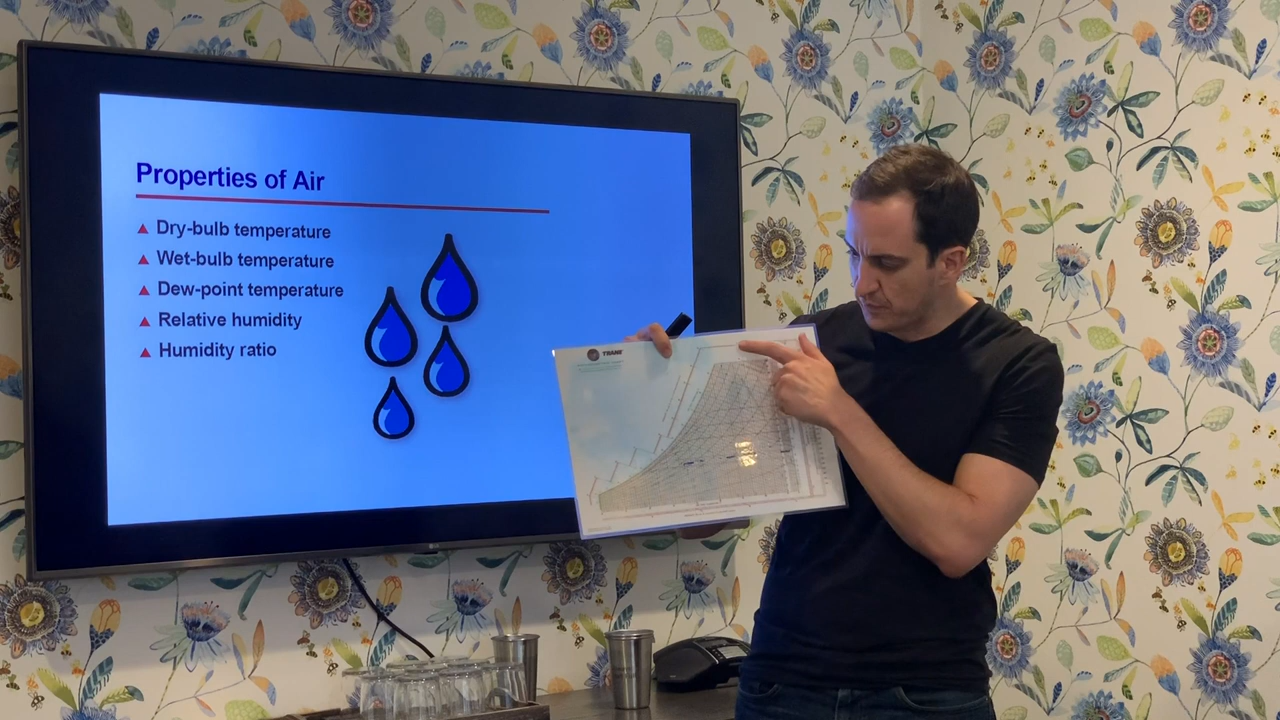 Properties of Air
Dry-bulb temperature
Wet-bulb temperature
Dew-point temperature
Relative humidity
Humidity ratio
TRANE